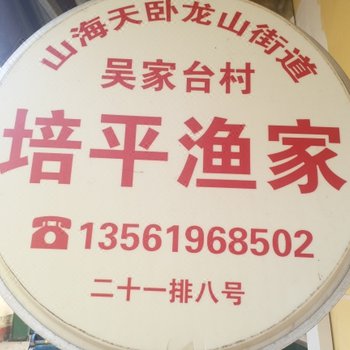 山海天卧龙山街道
吴家台村
培平渔家
☎13561968502
二十一排八号